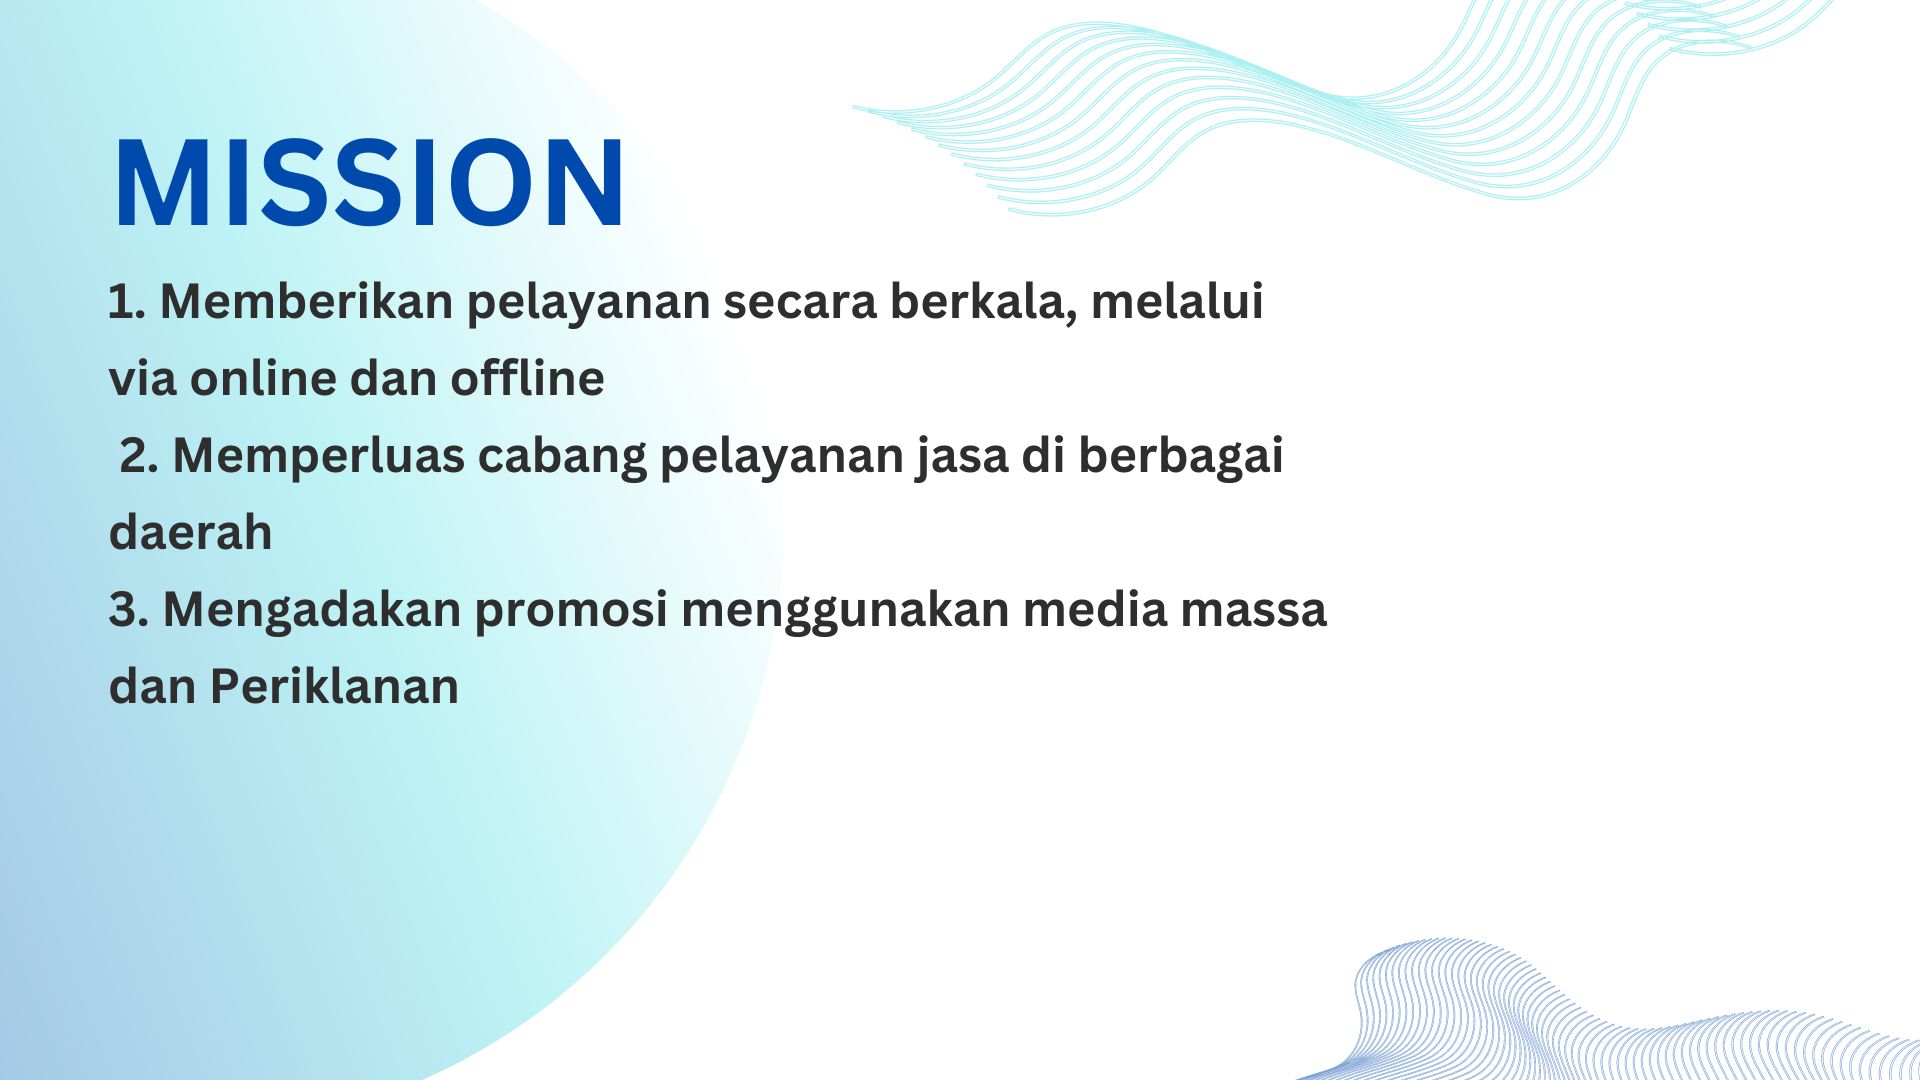 MISSION
1. Memberikan pelayanan secara berkala, melalui
via online dan offline
2. Memperluas cabang pelayanan jasa di berbagai
daerah
3. Mengadakan promosi menggunakan media massa
dan Periklanan